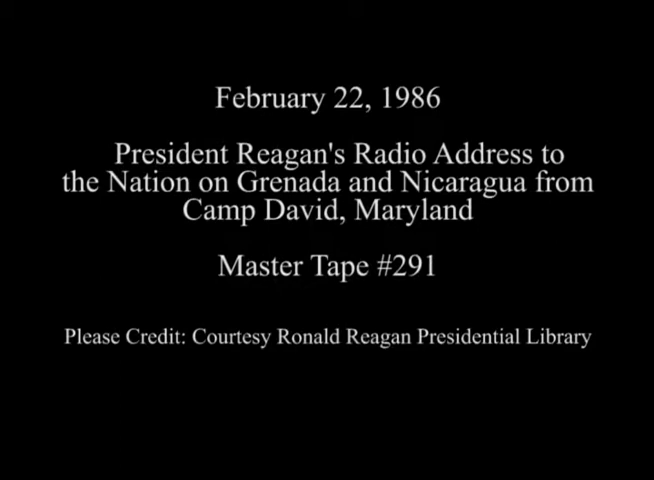 February 22, 1986
President Reagan's Radio Address to
the Nation on Grenada and Nicaragua from
Camp David, Maryland
Master Tape #291
Please Credit: Courtesy Ronald Reagan Presidential Library